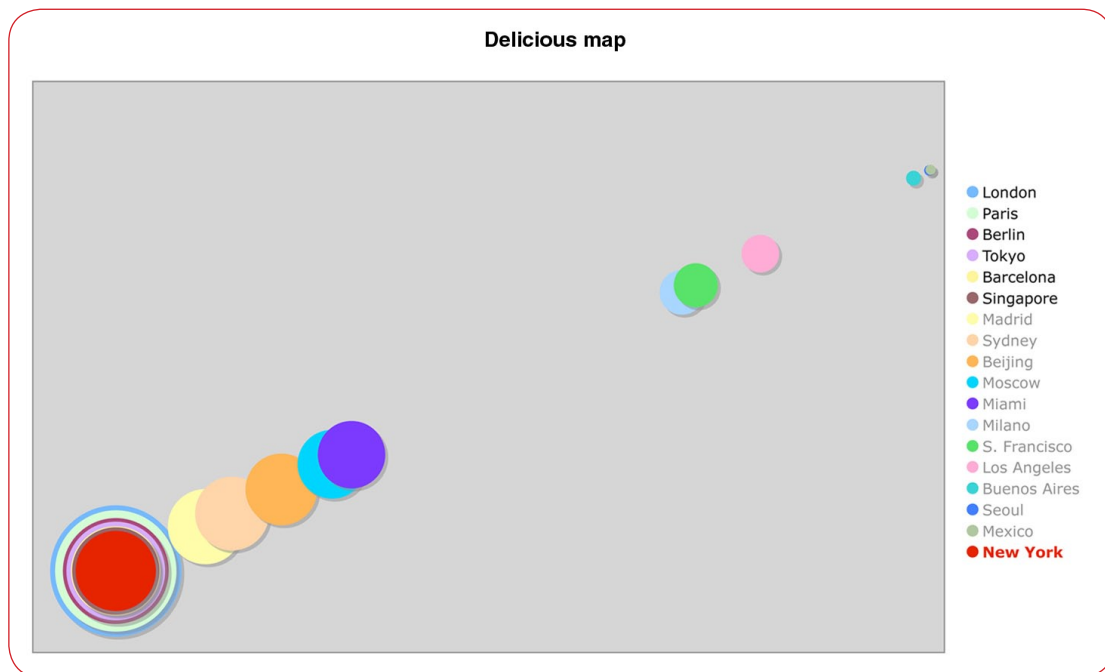 Delicious map
London
Paris
Berlin
Tokyo
Barcelona
Singapore
Madrid
Sydney
Beijing
Moscow
Miami
Milano
S. Francisco
Los Angeles
Buenos Aires
Seoul
Mexico
New York